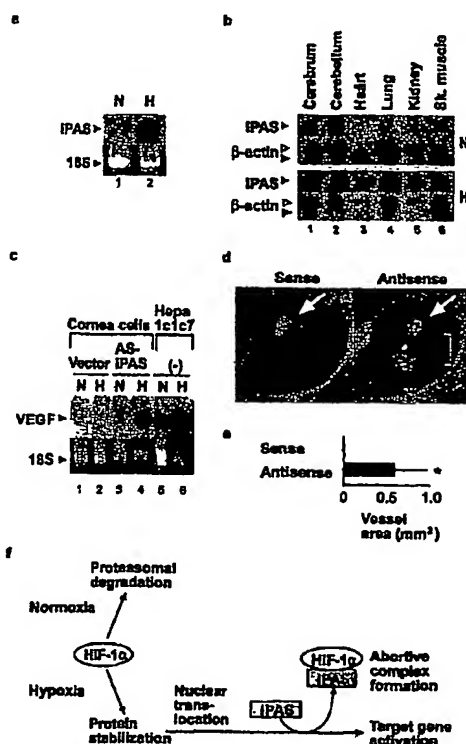 a
N H
IPAS
18S
1 2
b
Cerebrum
Cerebellum
Heart
Lung
Kidney
Sk. muscle
IPAS
β-actin
N
IPAS
β-actin
H
1 2 3 4 5 6
c
Hepa
1c1c7
Cornea cells
AS-
Vector IPAS (-)
N H N H N H
VEGF
18S
1 2 3 4 5 6
d
Sense Antisense
e
Sense
Antisense
*
0 0.5 1.0
Vessel
area (mm²)
f
Proteasomal
degradation
Normoxia
HIF-1α
Hypoxia
Protein
stabilization
Nuclear
trans-
location
IPAS
HIF-1α
IPAS
Abortive
complex
formation
Target gene
activation